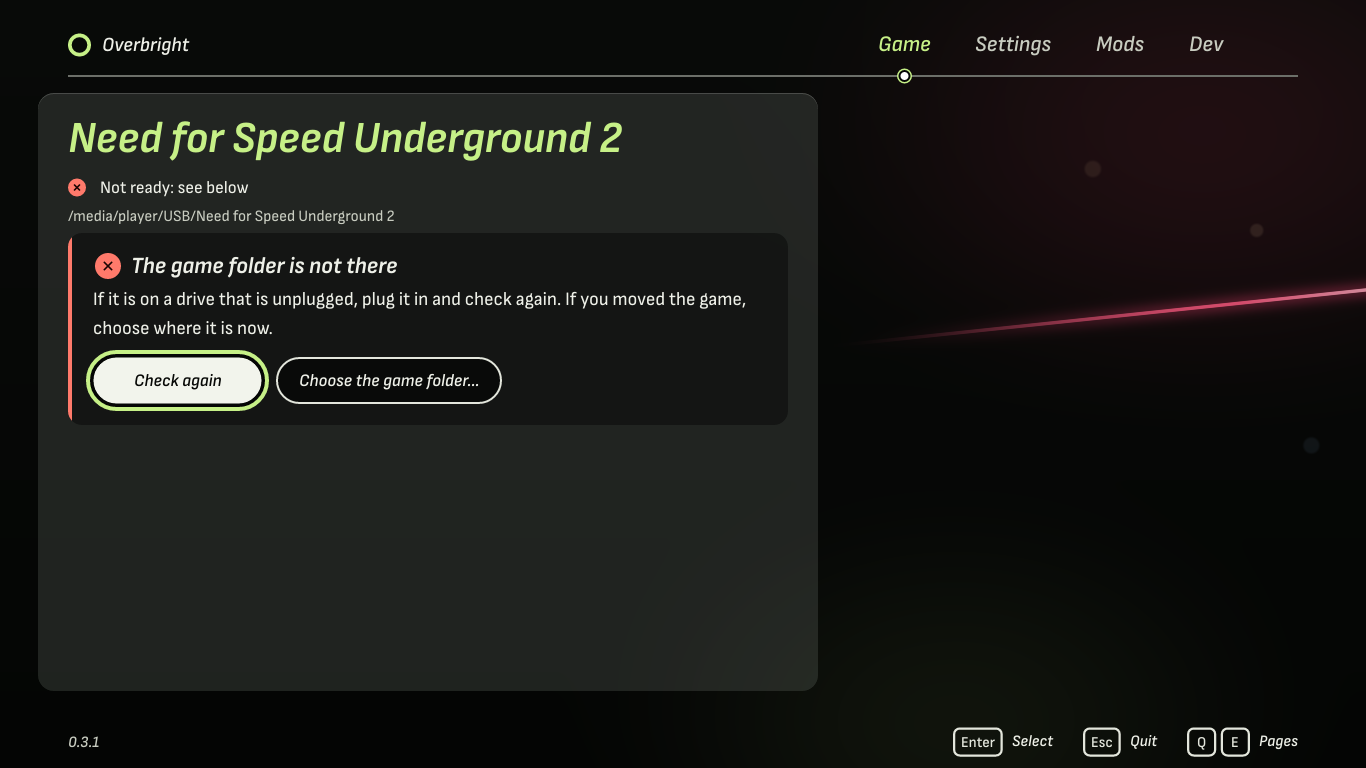 Overbright
Game Settings Mods Dev
Need for Speed Underground 2
Not ready: see below
/media/player/USB/Need for Speed Underground 2
The game folder is not there
If it is on a drive that is unplugged, plug it in and check again. If you moved the game,
choose where it is now.
Check again Choose the game folder...
0.3.1
Enter Select Esc Quit Q E Pages